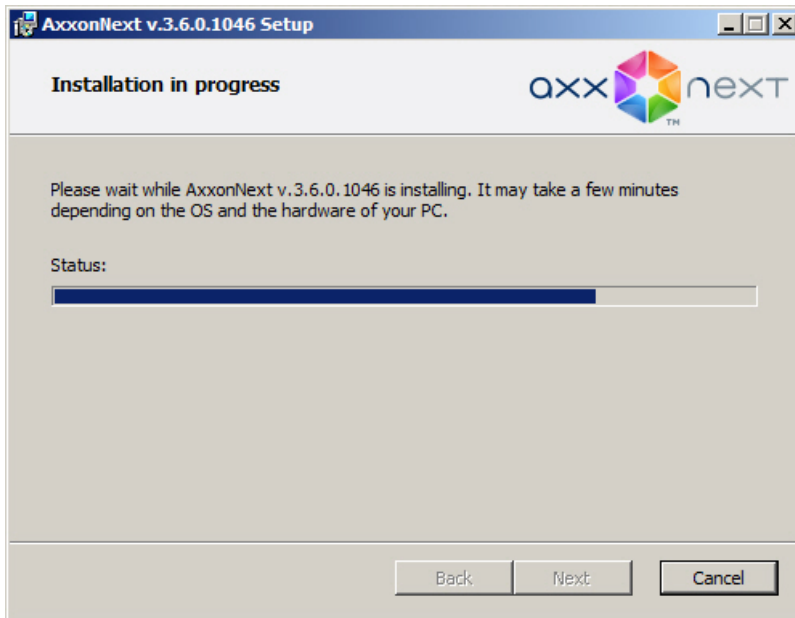 AxxonNext v.3.6.0.1046 Setup
Installation in progress
axx next
TM
Please wait while AxxonNext v.3.6.0.1046 is installing. It may take a few minutes
depending on the OS and the hardware of your PC.
Status:
Back Next Cancel